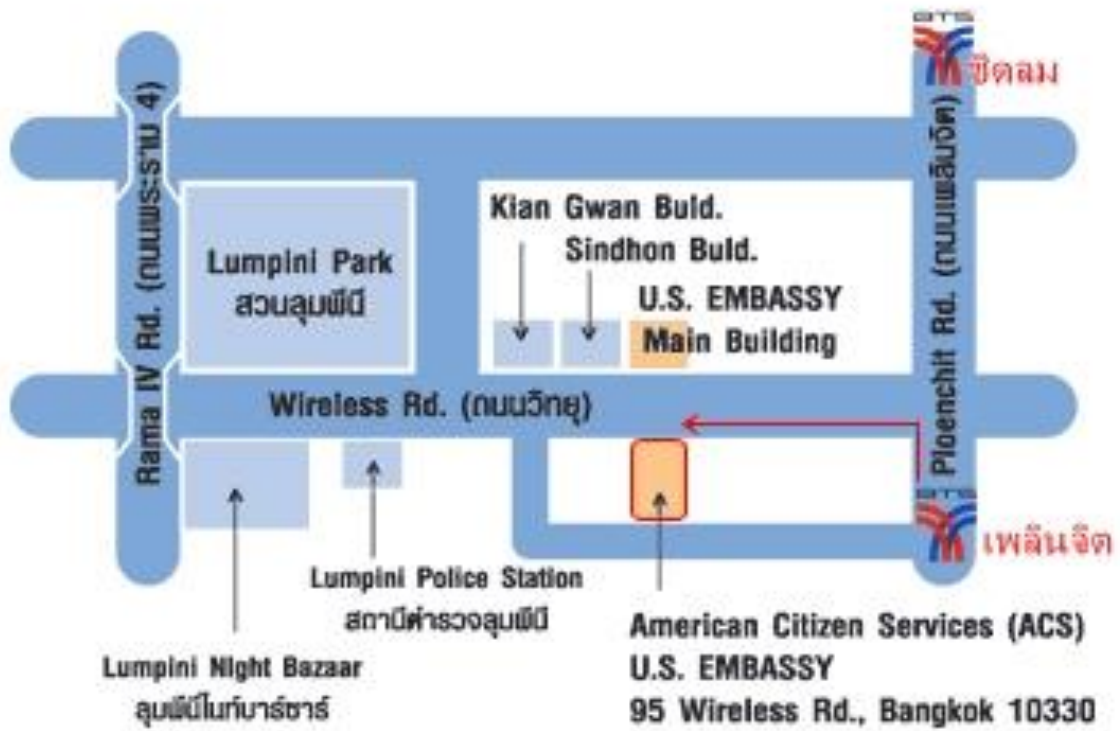 BTS
ชิดลม
Rama IV Rd. (ถนนพระราม 4)
Ploenchit Rd. (ถนนเพลินจิต)
Kian Gwan Buld.
Sindhon Buld.
Lumpini Park
สวนลุมพีนี
U.S. EMBASSY
Main Building
Wireless Rd. (ถนนวิทยุ)
BTS
เพลินจิต
Lumpini Police Station
สถานีตำรวจลุมพีนี
Lumpini Night Bazaar
ลุมพีนีไนท์บาร์ซาร์
American Citizen Services (ACS)
U.S. EMBASSY
95 Wireless Rd., Bangkok 10330